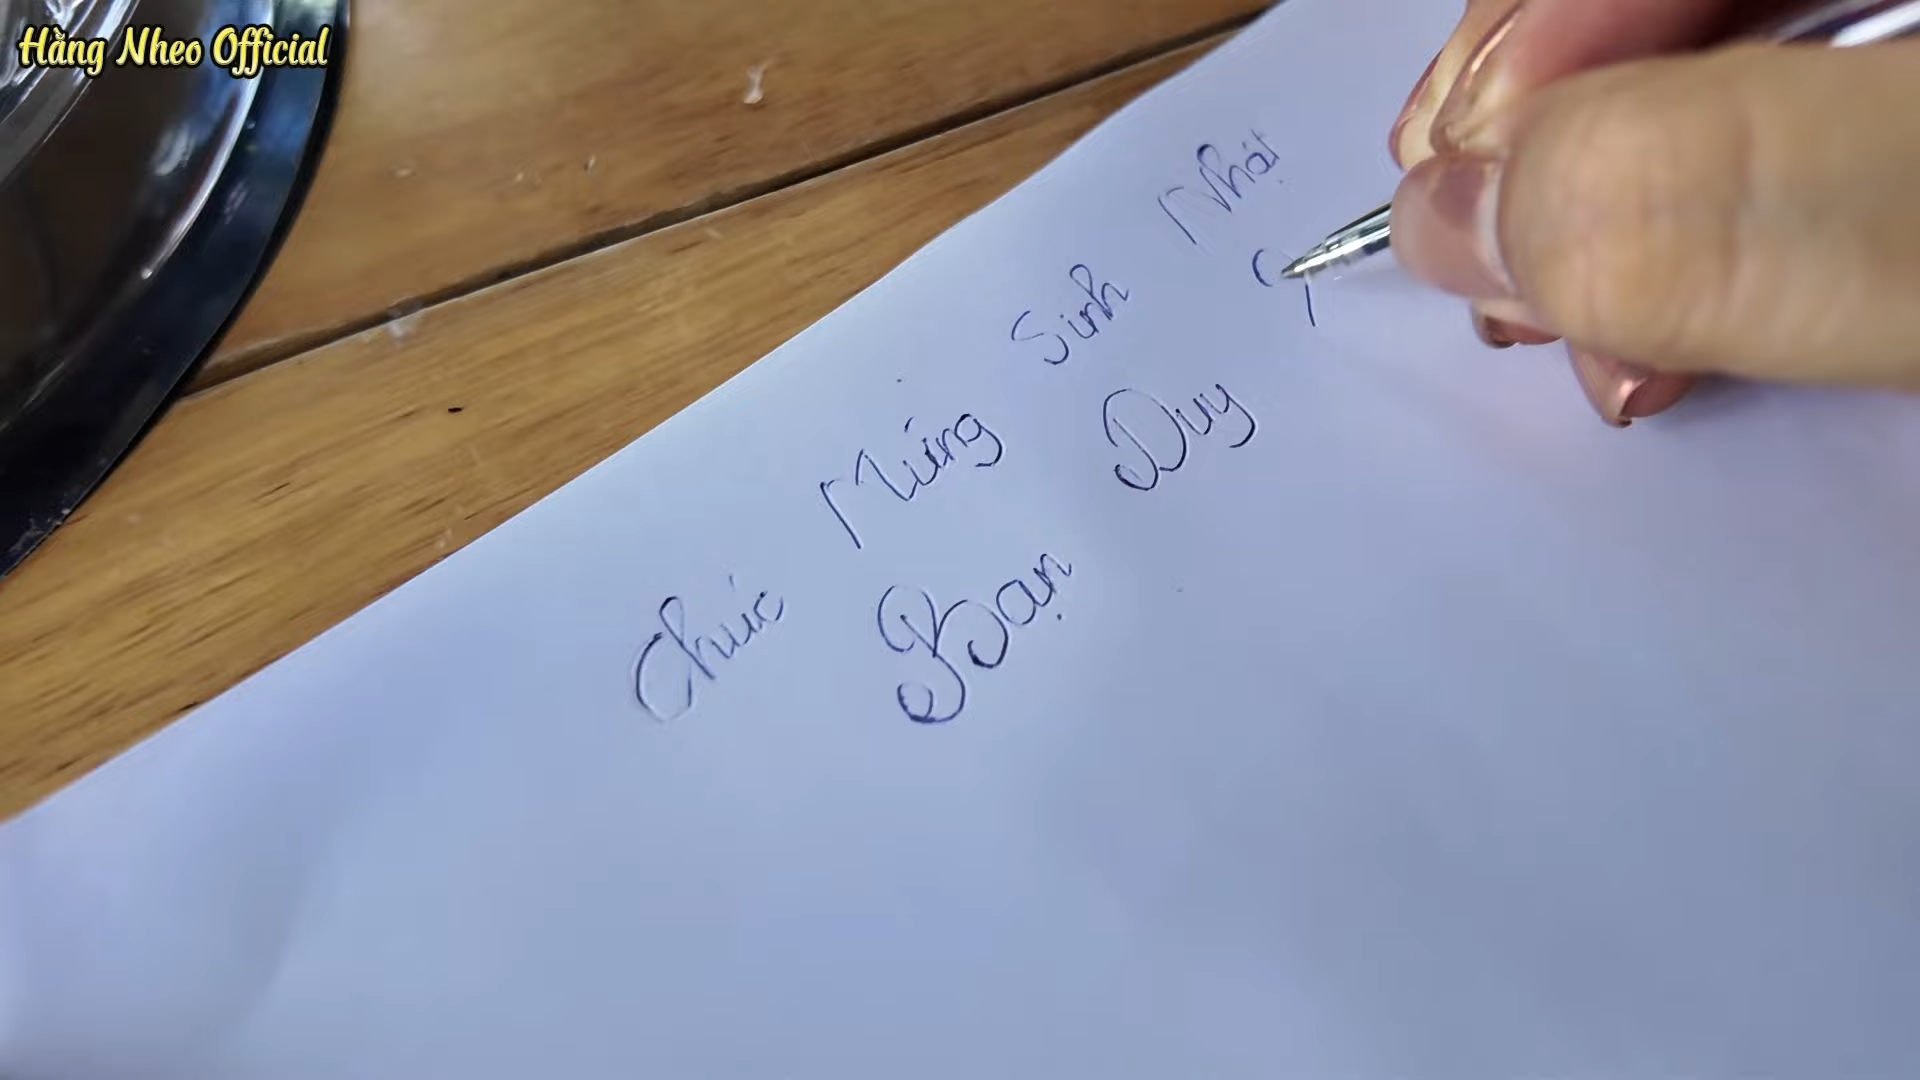 Hằng Nheo Official
Chúc Mừng Sinh Nhật
Bạn Duy